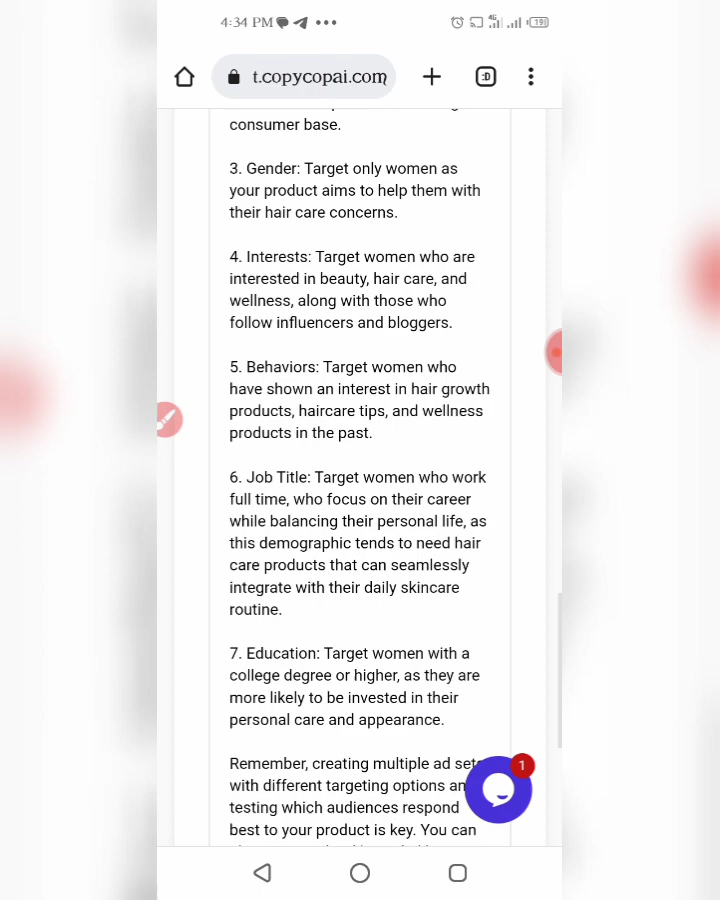 4:34 PM
4G
19
t.copycopai.com
:D
consumer base.
3. Gender: Target only women as
your product aims to help them with
their hair care concerns.
4. Interests: Target women who are
interested in beauty, hair care, and
wellness, along with those who
follow influencers and bloggers.
5. Behaviors: Target women who
have shown an interest in hair growth
products, haircare tips, and wellness
products in the past.
6. Job Title: Target women who work
full time, who focus on their career
while balancing their personal life, as
this demographic tends to need hair
care products that can seamlessly
integrate with their daily skincare
routine.
7. Education: Target women with a
college degree or higher, as they are
more likely to be invested in their
personal care and appearance.
Remember, creating multiple ad sets
with different targeting options an
testing which audiences respond
best to your product is key. You can
1